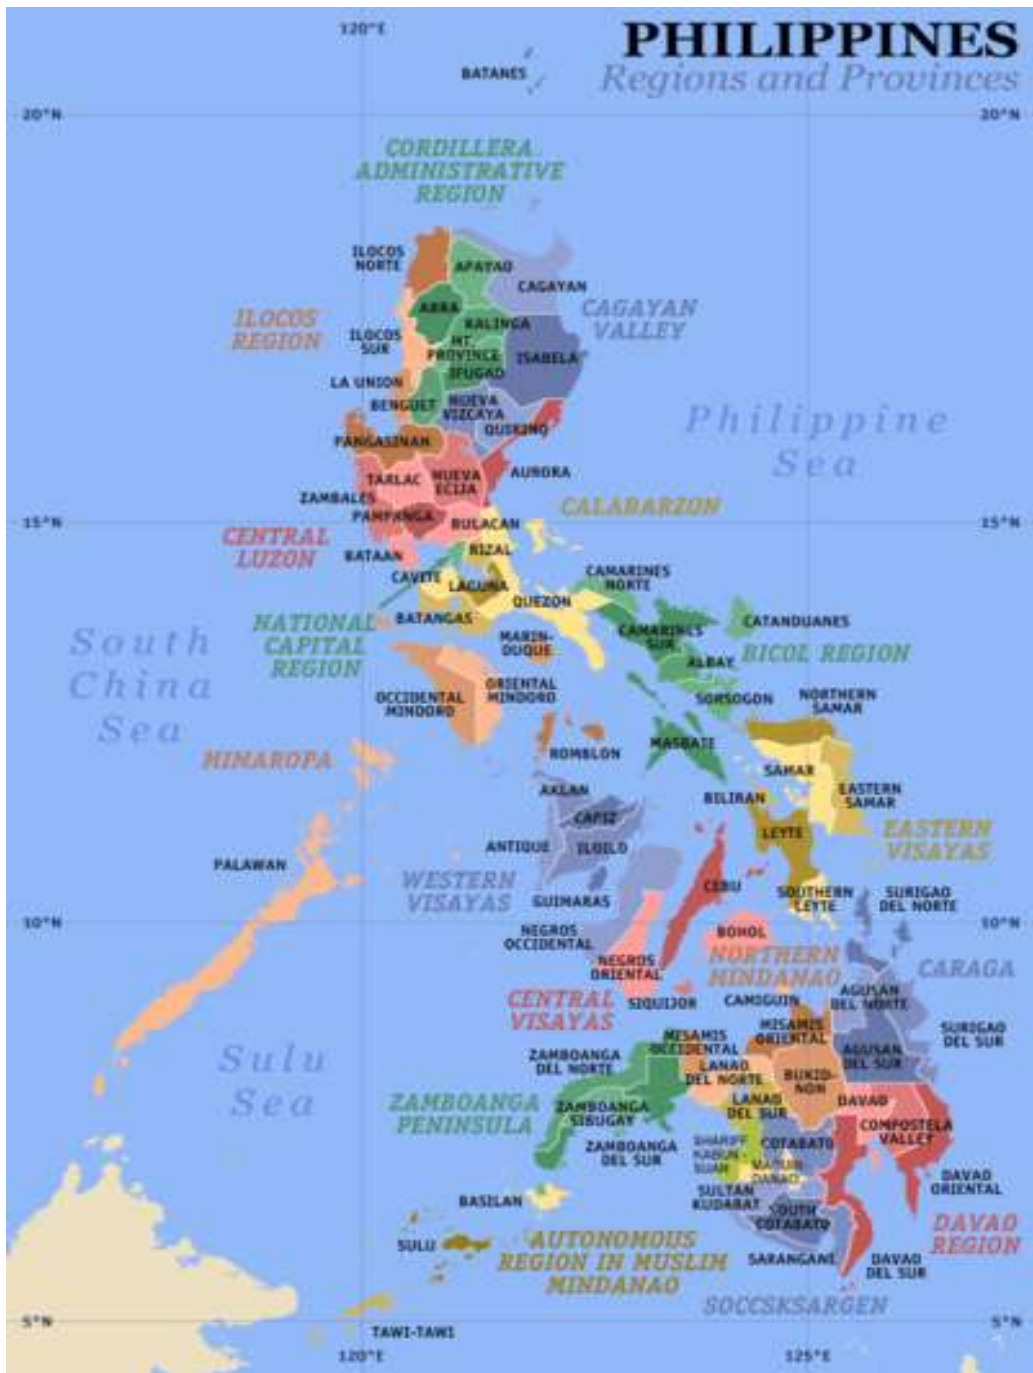 120°E
PHILIPPINES
Regions and Provinces
BATANES
20°N
20°N
CORDILLERA
ADMINISTRATIVE
REGION
ILOCOS
NORTE
APAYAO
CAGAYAN
ABRA
CAGAYAN
VALLEY
ILOCOS
REGION
KALINGA
ILOCOS
SUR
MT.
PROVINCE
ISABELA
IFUGAO
LA UNION
BENGUET
NUEVA
VIZCAYA
QUIRINO
Philippine
Sea
PANGASINAN
TARLAC
NUEVA
ECIJA
AURORA
ZAMBALES
PAMPANGA
CALABARZON
15°N
15°N
BULACAN
CENTRAL
LUZON
BATAAN
RIZAL
CAVITE
LAGUNA
CAMARINES
NORTE
QUEZON
BATANGAS
NATIONAL
CAPITAL
REGION
CATANDUANES
CAMARINES
SUR
MARIN-
DUQUE
BICOL REGION
ALBAY
South
China
Sea
OCCIDENTAL
MINDORO
ORIENTAL
MINDORO
SORSOGON
NORTHERN
SAMAR
MASBATE
ROMBLON
MIMAROPA
SAMAR
AKLAN
BILIRAN
EASTERN
SAMAR
CAPIZ
LEYTE
EASTERN
VISAYAS
ANTIQUE
ILOILO
PALAWAN
WESTERN
VISAYAS
CEBU
SOUTHERN
LEYTE
SURIGAO
DEL NORTE
GUIMARAS
10°N
10°N
NEGROS
OCCIDENTAL
BOHOL
NORTHERN
MINDANAO
NEGROS
ORIENTAL
CARAGA
CENTRAL
VISAYAS
SIQUIJOR
CAMIGUIN
AGUSAN
DEL NORTE
MISAMIS
ORIENTAL
SURIGAO
DEL SUR
MISAMIS
OCCIDENTAL
AGUSAN
DEL SUR
Sulu
Sea
ZAMBOANGA
DEL NORTE
LANAO
DEL NORTE
BUKID-
NON
ZAMBOANGA
PENINSULA
ZAMBOANGA
SIBUGAY
LANAO
DEL SUR
DAVAO
COMPOSTELA
VALLEY
ZAMBOANGA
DEL SUR
SHARIFF
KABUN-
SUAN
COTABATO
MAGUIN-
DANAO
DAVAO
ORIENTAL
BASILAN
SULTAN
KUDARAT
SOUTH
COTABATO
DAVAO
REGION
SULU
AUTONOMOUS
REGION IN MUSLIM
MINDANAO
SARANGANI
DAVAO
DEL SUR
SOCCSKSARGEN
5°N
5°N
TAWI-TAWI
120°E
125°E